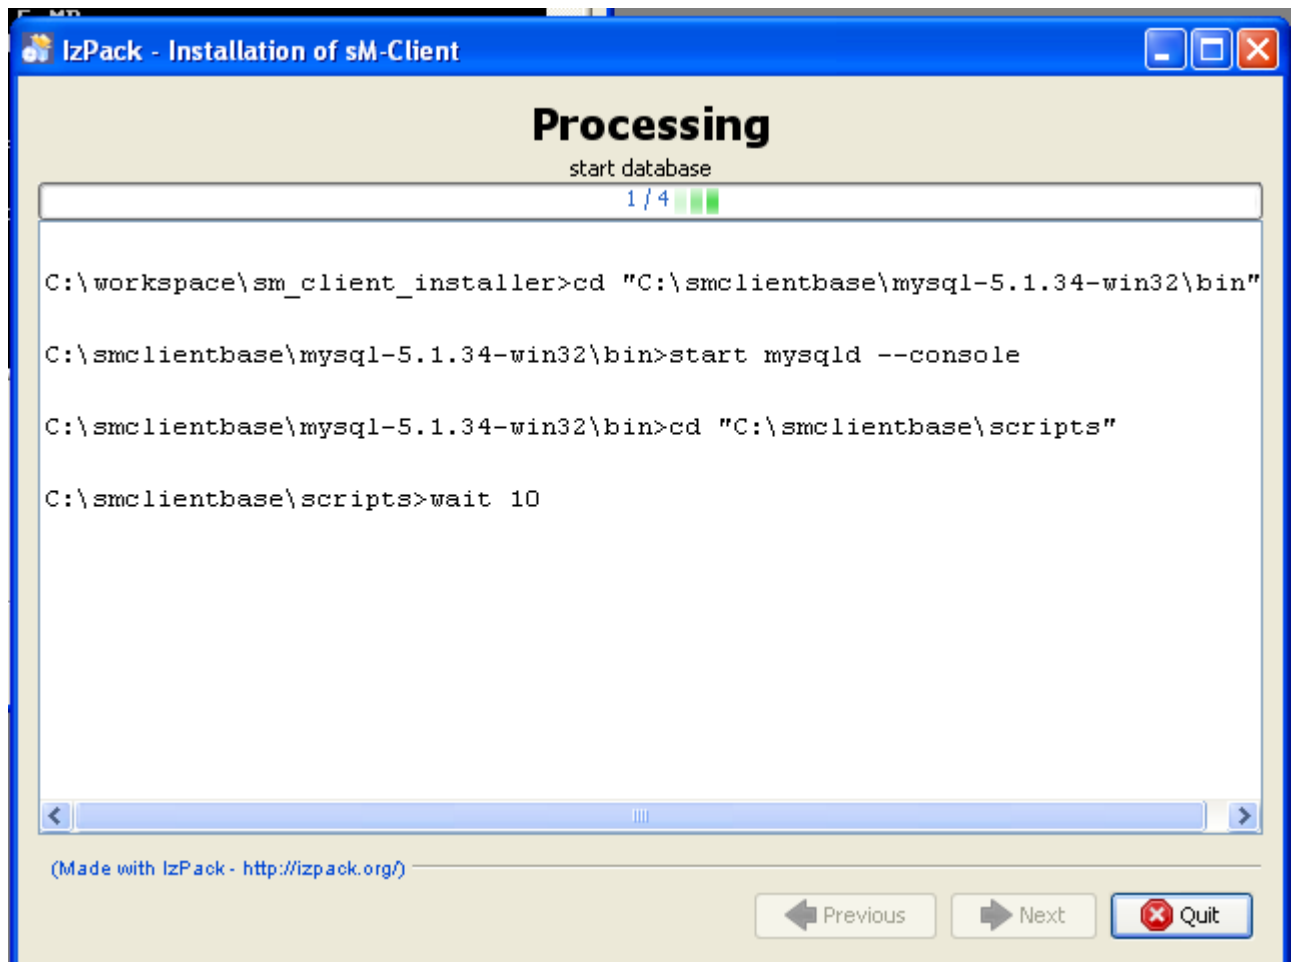 IzPack - Installation of sM-Client
Processing
start database
1 / 4
C:\workspace\sm_client_installer>cd "C:\smclientbase\mysql-5.1.34-win32\bin"
C:\smclientbase\mysql-5.1.34-win32\bin>start mysqld --console
C:\smclientbase\mysql-5.1.34-win32\bin>cd "C:\smclientbase\scripts"
C:\smclientbase\scripts>wait 10
(Made with IzPack - http://izpack.org/)
Previous
Next
Quit